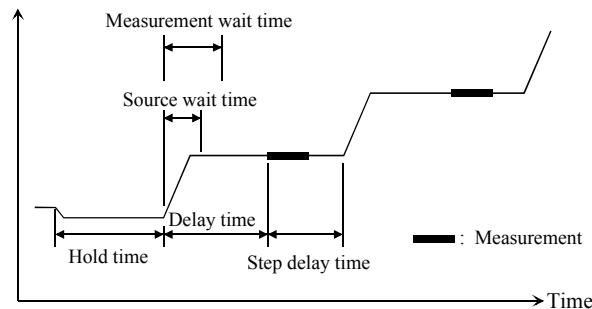 Measurement wait time
Source wait time
Delay time
Hold time
Step delay time
: Measurement
Time